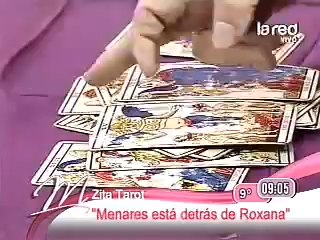 la red
VIVO
Zita Tarot
9°
09:05
"Menares está detrás de Roxana"